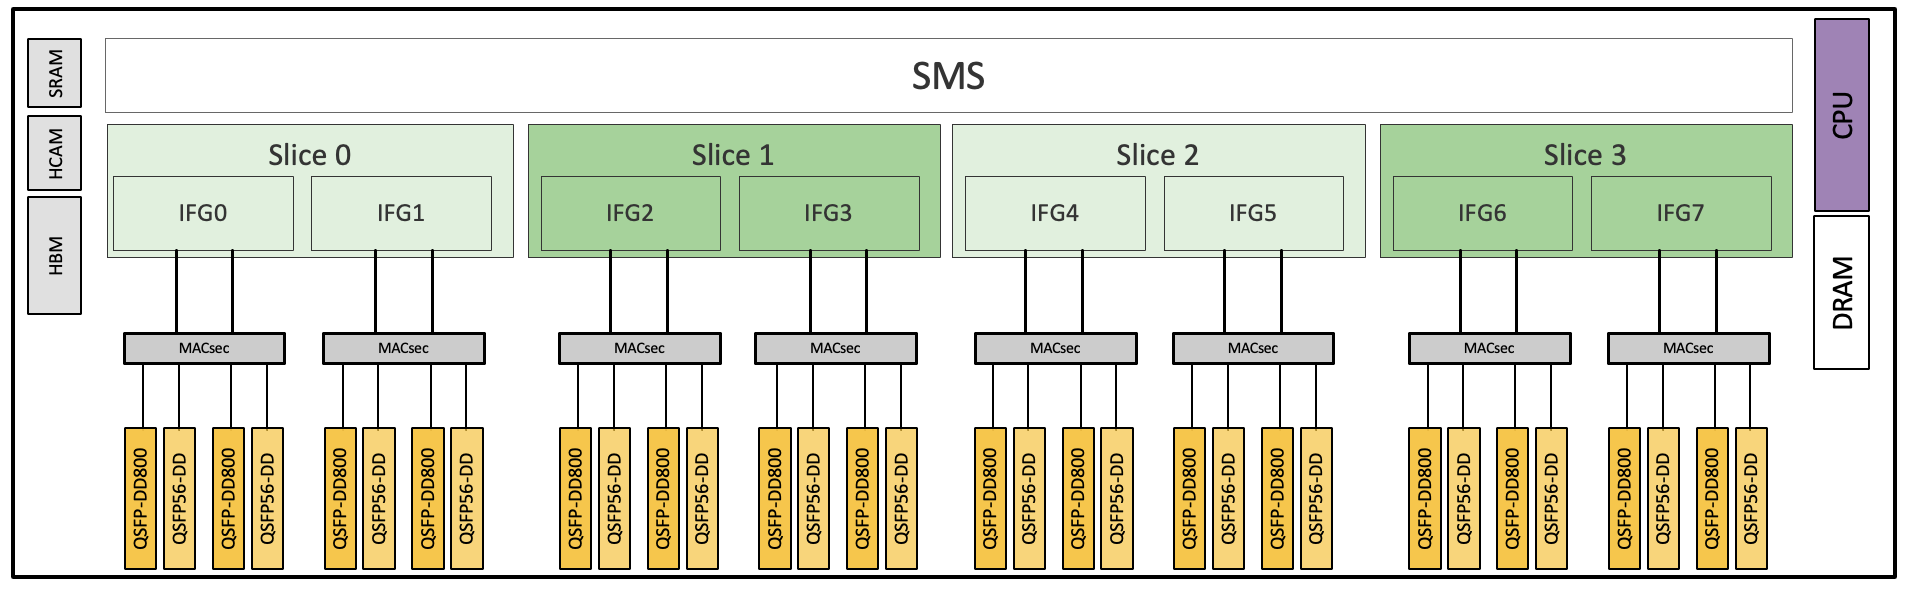 SMS
SRAM
HCAM
HBM
CPU
DRAM
Slice 0
Slice 1
Slice 2
Slice 3
IFG0
IFG1
IFG2
IFG3
IFG4
IFG5
IFG6
IFG7
MACsec
MACsec
MACsec
MACsec
MACsec
MACsec
MACsec
MACsec
QSFP-DD800
QSFP56-DD
QSFP-DD800
QSFP56-DD
QSFP-DD800
QSFP56-DD
QSFP-DD800
QSFP56-DD
QSFP-DD800
QSFP56-DD
QSFP-DD800
QSFP56-DD
QSFP-DD800
QSFP56-DD
QSFP-DD800
QSFP56-DD
QSFP-DD800
QSFP56-DD
QSFP-DD800
QSFP56-DD
QSFP-DD800
QSFP56-DD
QSFP-DD800
QSFP56-DD
QSFP-DD800
QSFP56-DD
QSFP-DD800
QSFP56-DD
QSFP-DD800
QSFP56-DD
QSFP-DD800
QSFP56-DD